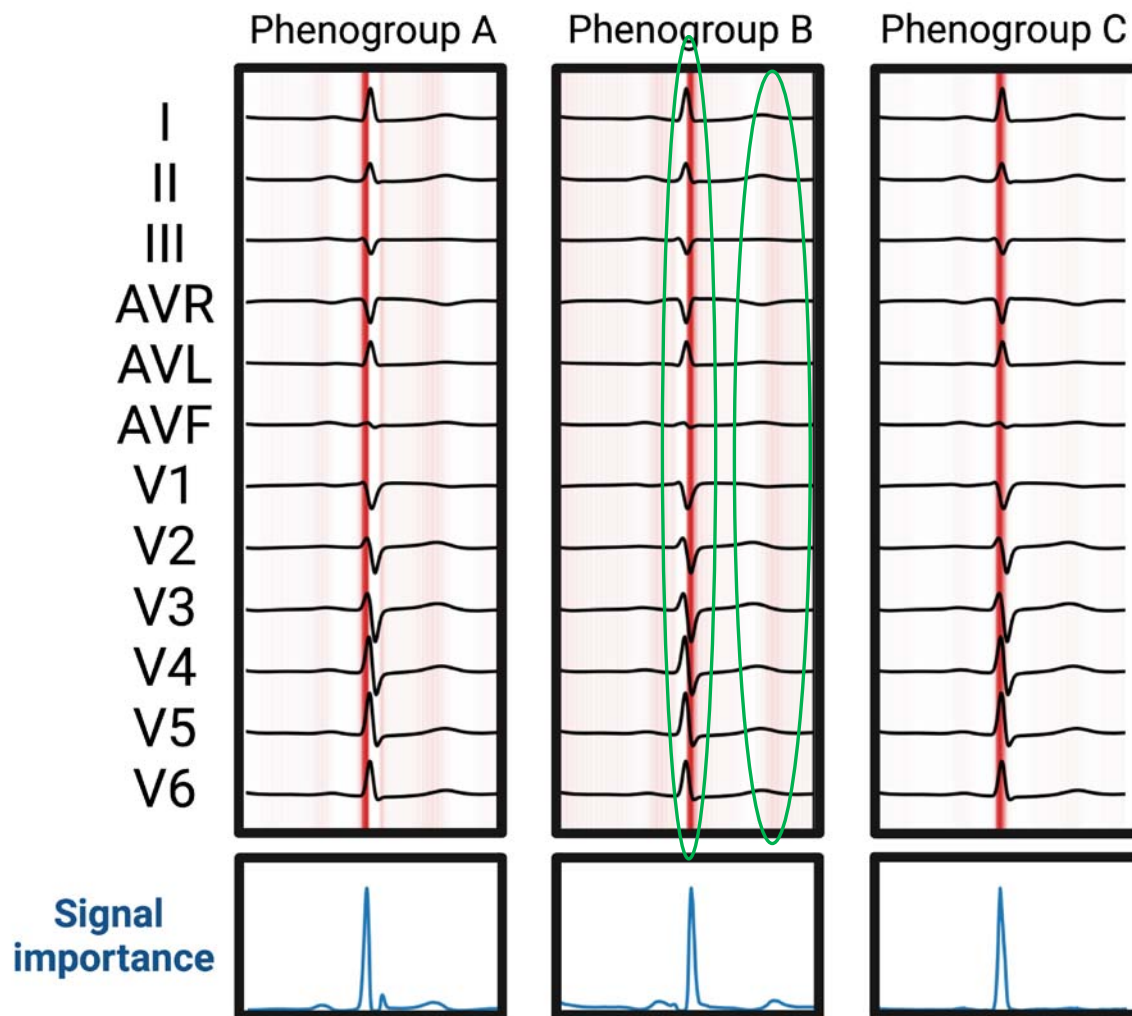 Phenogroup A
Phenogroup B
Phenogroup C
I
II
III
AVR
AVL
AVF
V1
V2
V3
V4
V5
V6
Signal
importance